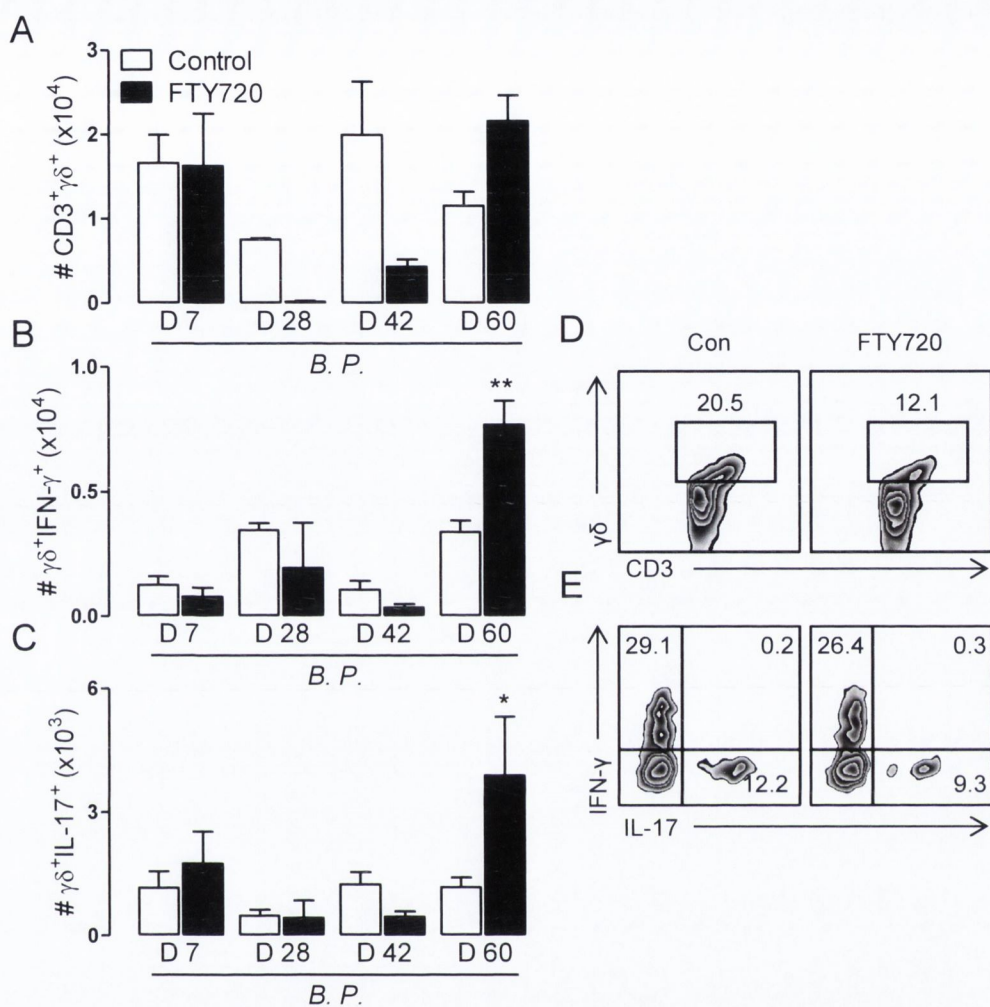 A
# CD3⁺γδ⁺ (x10⁴)
3
2
1
0
Control
FTY720
D 7 D 28 D 42 D 60
B. P.
B
# γδ⁺IFN-γ⁺ (x10⁴)
1.0
0.5
0.0
**
D 7 D 28 D 42 D 60
B. P.
C
# γδ⁺IL-17⁺ (x10³)
6
3
0
*
D 7 D 28 D 42 D 60
B. P.
D
Con FTY720
20.5 12.1
γδ
CD3
E
29.1 0.2 26.4 0.3
12.2 9.3
IFN-γ
IL-17